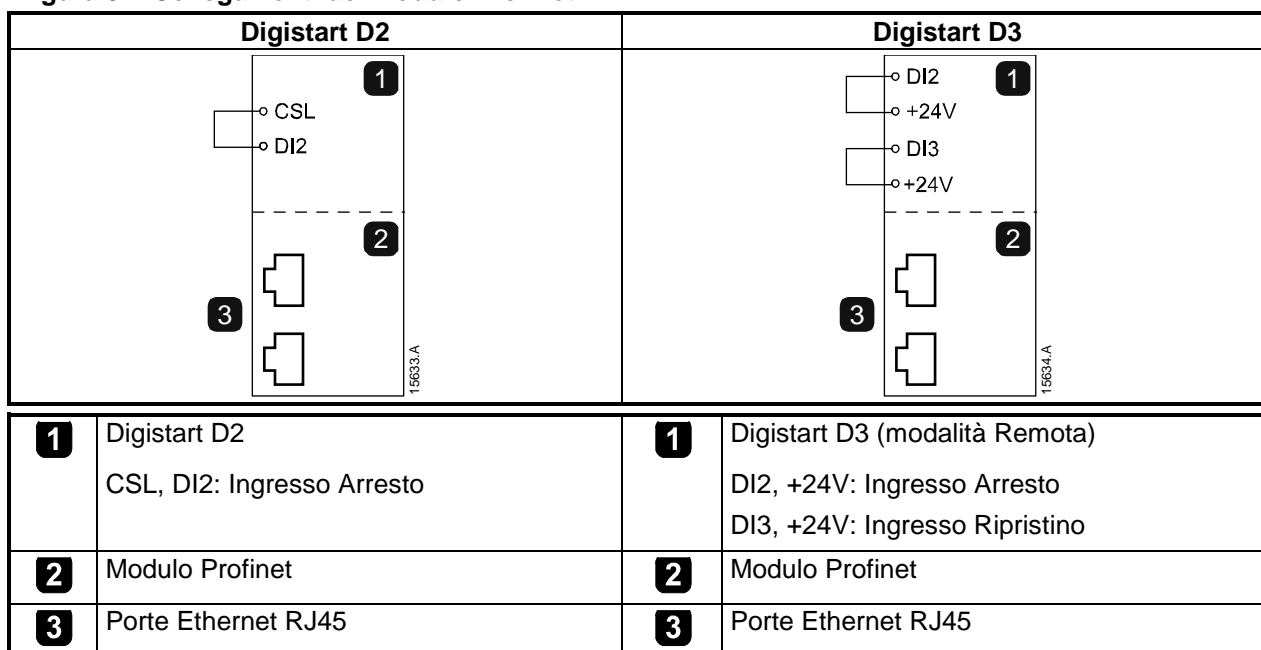 Digistart D2
Digistart D3
1
CSL
DI2
2
3
15633.A
DI2
1
+24V
DI3
+24V
2
3
15634.A
1 Digistart D2
CSL, DI2: Ingresso Arresto
1 Digistart D3 (modalità Remota)
DI2, +24V: Ingresso Arresto
DI3, +24V: Ingresso Ripristino
2 Modulo Profinet
2 Modulo Profinet
3 Porte Ethernet RJ45
3 Porte Ethernet RJ45